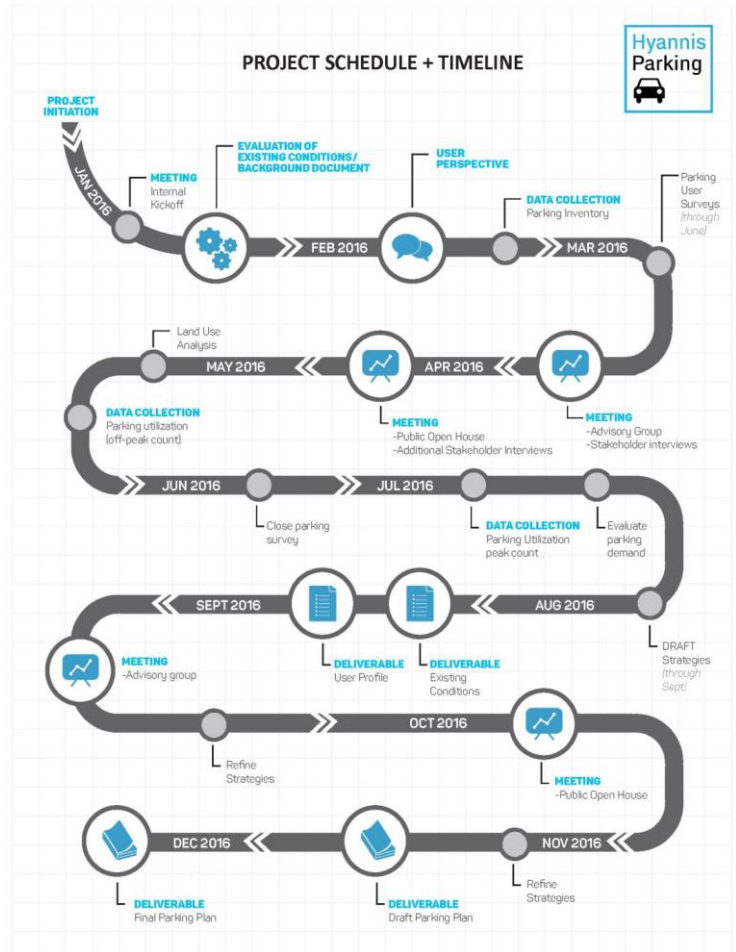 PROJECT SCHEDULE + TIMELINE
Hyannis
Parking
PROJECT
INITIATION
JAN 2016
MEETING
Internal
Kickoff
EVALUATION OF
EXISTING CONDITIONS/
BACKGROUND DOCUMENT
FEB 2016
USER
PERSPECTIVE
DATA COLLECTION
Parking Inventory
MAR 2016
Parking
User
Surveys
(through
June)
MEETING
-Advisory Group
-Stakeholder interviews
APR 2016
MEETING
-Public Open House
-Additional Stakeholder Interviews
MAY 2016
Land Use
Analysis
DATA COLLECTION
Parking utilization
(off-peak count)
JUN 2016
Close parking
survey
JUL 2016
DATA COLLECTION
Parking Utilization
peak count
Evaluate
parking
demand
DRAFT
Strategies
(through
Sept)
AUG 2016
DELIVERABLE
Existing
Conditions
DELIVERABLE
User Profile
SEPT 2016
MEETING
-Advisory group
Refine
Strategies
OCT 2016
MEETING
-Public Open House
NOV 2016
Refine
Strategies
DELIVERABLE
Draft Parking Plan
DEC 2016
DELIVERABLE
Final Parking Plan